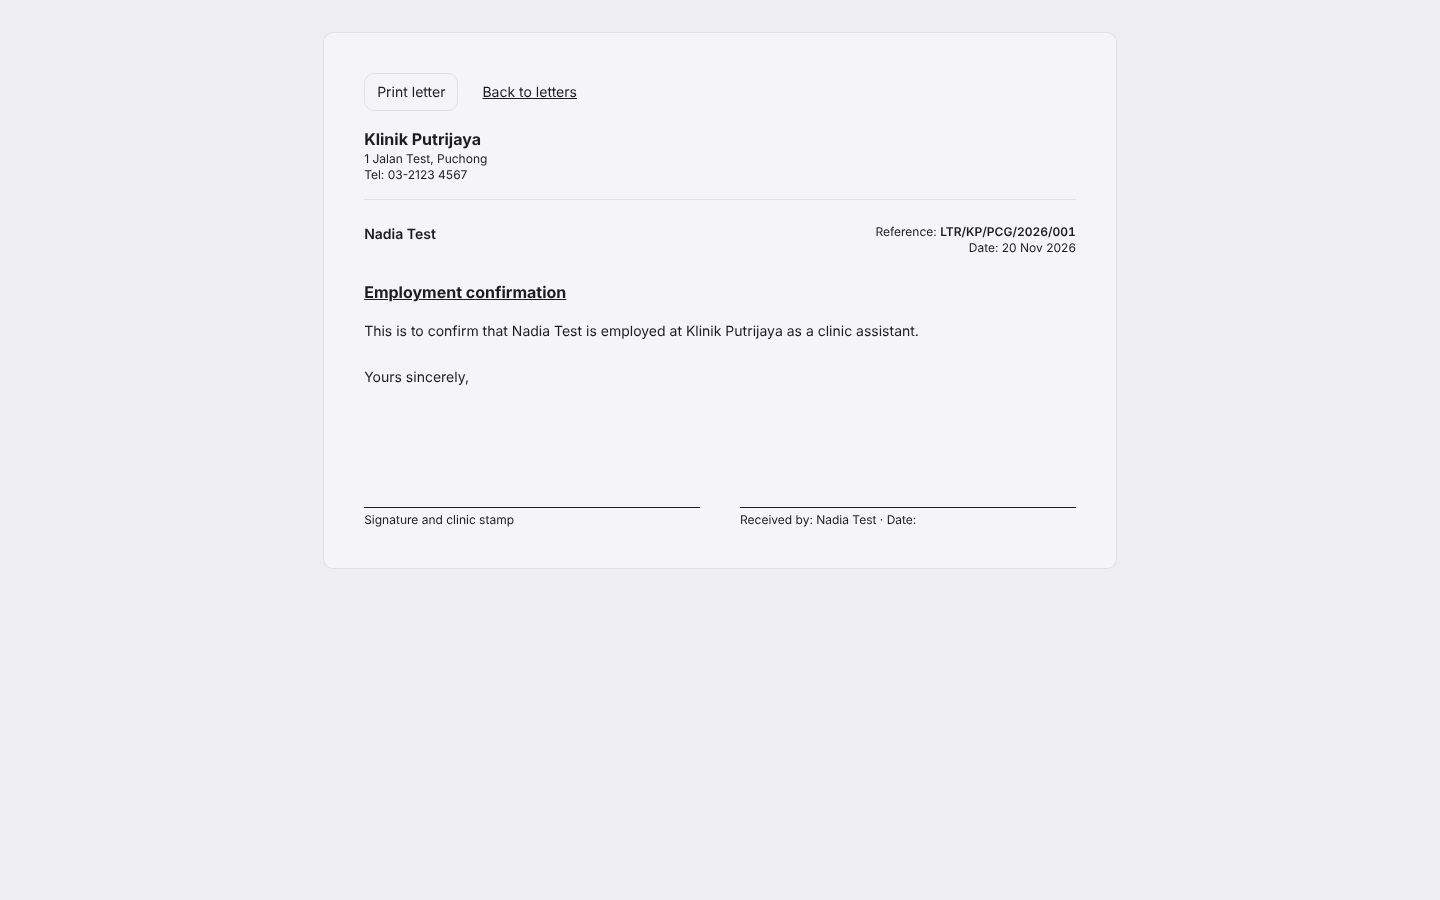 Print letter
Back to letters
Klinik Putrijaya
1 Jalan Test, Puchong
Tel: 03-2123 4567
Nadia Test
Reference: LTR/KP/PCG/2026/001
Date: 20 Nov 2026
Employment confirmation
This is to confirm that Nadia Test is employed at Klinik Putrijaya as a clinic assistant.
Yours sincerely,
Signature and clinic stamp
Received by: Nadia Test · Date: